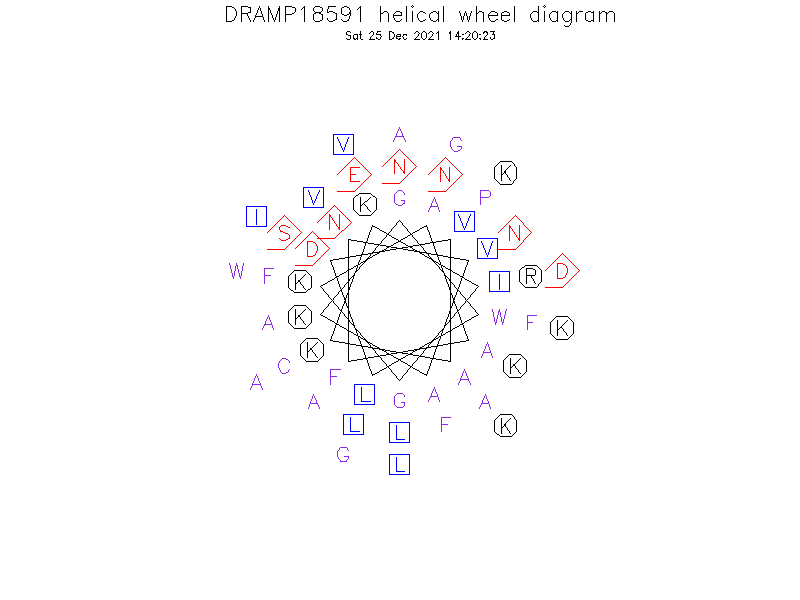 DRAMP18591 helical wheel diagram
Sat 25 Dec 2021 14:20:23
A
V G
E N N K
V K G A P
I N V
S N
D V
W F K I R D
A K W F K
K A
C K
A F A
A L G A A
L L F K
G L